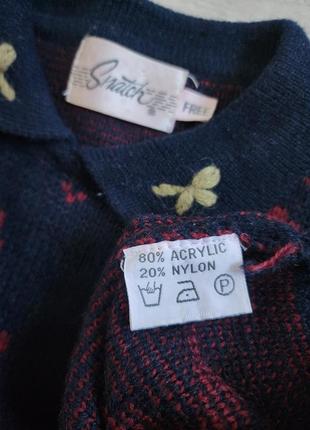 Snatch
FREE
80% ACRYLIC
20% NYLON
P